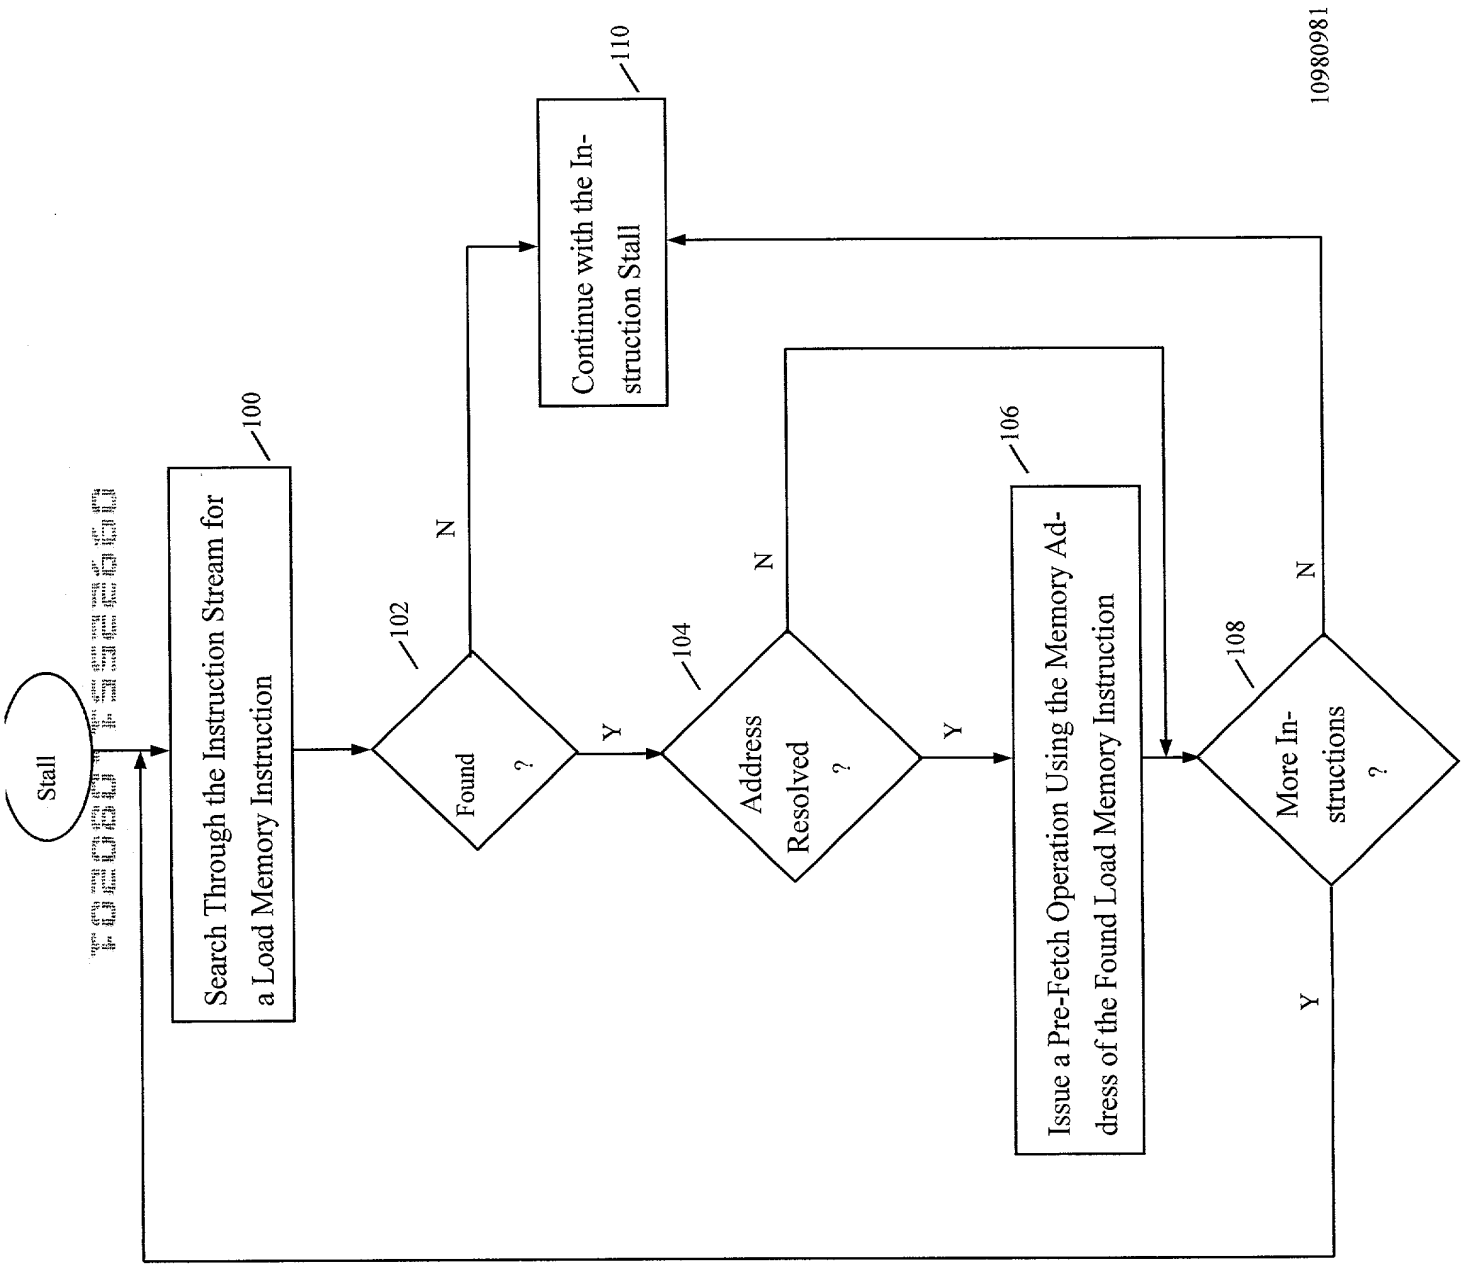 Stall
Search Through the Instruction Stream for
a Load Memory Instruction
100
Found
?
102
N
Y
Continue with the In-
struction Stall
110
Address
Resolved
?
104
N
Y
Issue a Pre-Fetch Operation Using the Memory Ad-
dress of the Found Load Memory Instruction
106
More In-
structions
?
108
N
Y
10980981